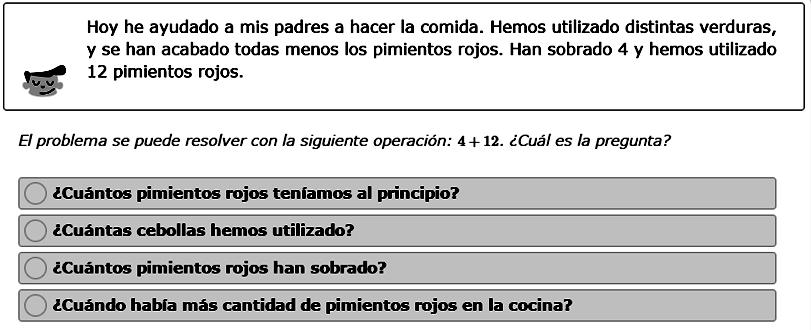 Hoy he ayudado a mis padres a hacer la comida. Hemos utilizado distintas verduras,
y se han acabado todas menos los pimientos rojos. Han sobrado 4 y hemos utilizado
12 pimientos rojos.
El problema se puede resolver con la siguiente operación: 4 + 12. ¿Cuál es la pregunta?
¿Cuántos pimientos rojos teníamos al principio?
¿Cuántas cebollas hemos utilizado?
¿Cuántos pimientos rojos han sobrado?
¿Cuándo había más cantidad de pimientos rojos en la cocina?